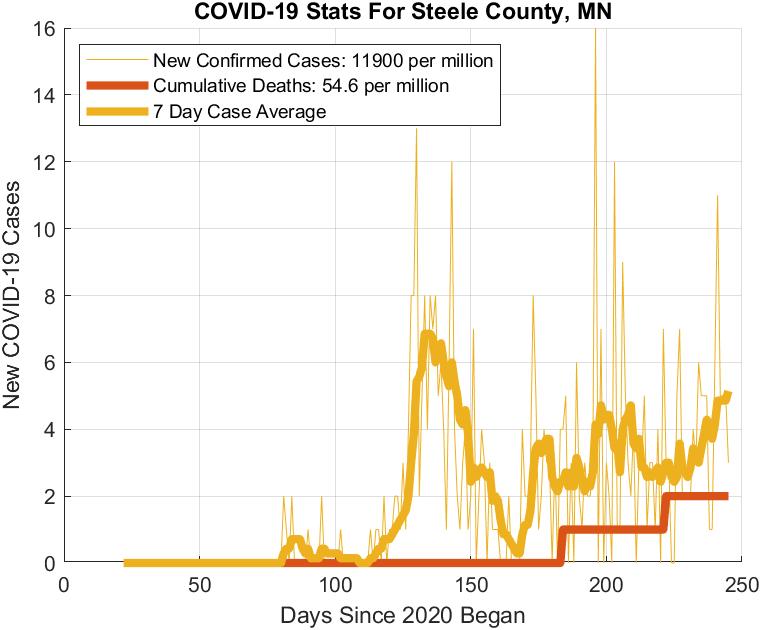 COVID-19 Stats For Steele County, MN
New Confirmed Cases: 11900 per million
Cumulative Deaths: 54.6 per million
7 Day Case Average
New COVID-19 Cases
16
14
12
10
8
6
4
2
0
0 50 100 150 200 250
Days Since 2020 Began